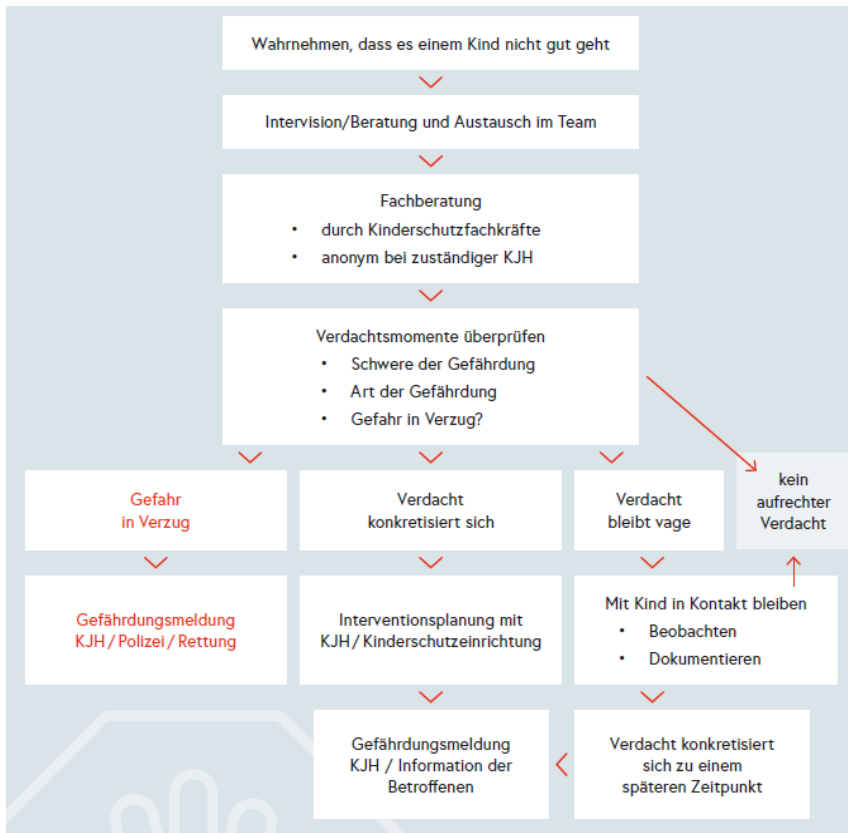 Wahrnehmen, dass es einem Kind nicht gut geht
Intervision/Beratung und Austausch im Team
Fachberatung
• durch Kinderschutzfachkräfte
• anonym bei zuständiger KJH
Verdachtsmomente überprüfen
• Schwere der Gefährdung
• Art der Gefährdung
• Gefahr in Verzug?
Gefahr
in Verzug
Verdacht
konkretisiert sich
Verdacht
bleibt vage
kein
aufrechter
Verdacht
Gefährdungsmeldung
KJH / Polizei / Rettung
Interventionsplanung mit
KJH / Kinderschutzeinrichtung
Mit Kind in Kontakt bleiben
• Beobachten
• Dokumentieren
Gefährdungsmeldung
KJH / Information der
Betroffenen
Verdacht konkretisiert
sich zu einem
späteren Zeitpunkt